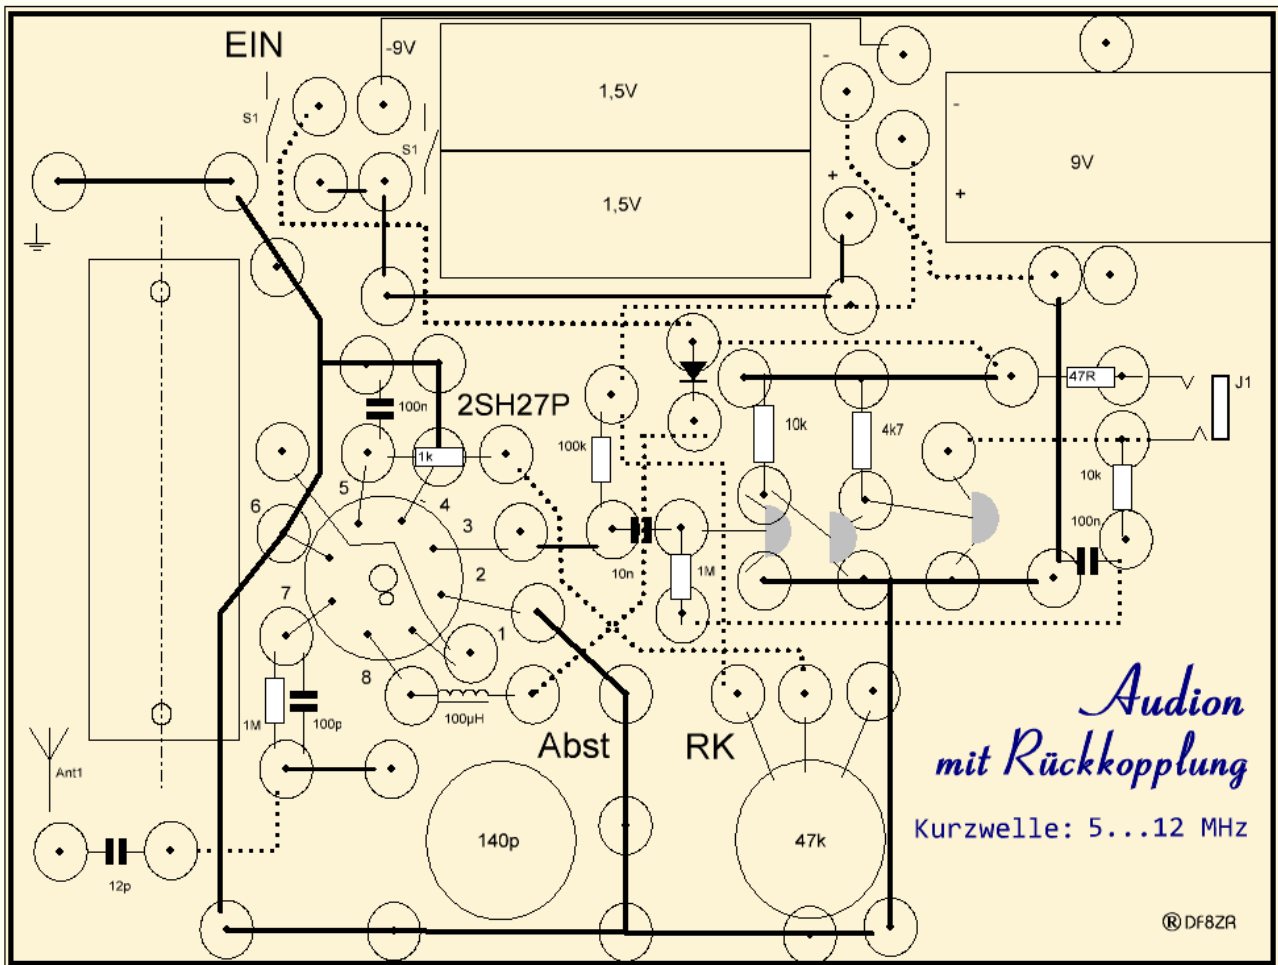 EIN
-9V
-
1,5V
-
S1
S1
9V
1,5V
+
+
47R
J1
100n
2SH27P
10k
4k7
100k
1k
10k
5
4
6
3
100n
2
10n
1M
7
1
8
1M
100p
100µH
Abst
RK
Audion
mit Rückkopplung
Ant1
Kurzwelle: 5...12 MHz
140p
47k
12p
® DF8ZR